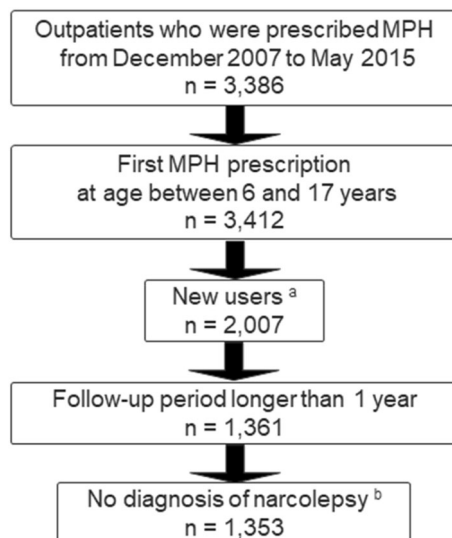 Outpatients who were prescribed MPH
from December 2007 to May 2015
n = 3,386
First MPH prescription
at age between 6 and 17 years
n = 3,412
New users a
n = 2,007
Follow-up period longer than 1 year
n = 1,361
No diagnosis of narcolepsy b
n = 1,353